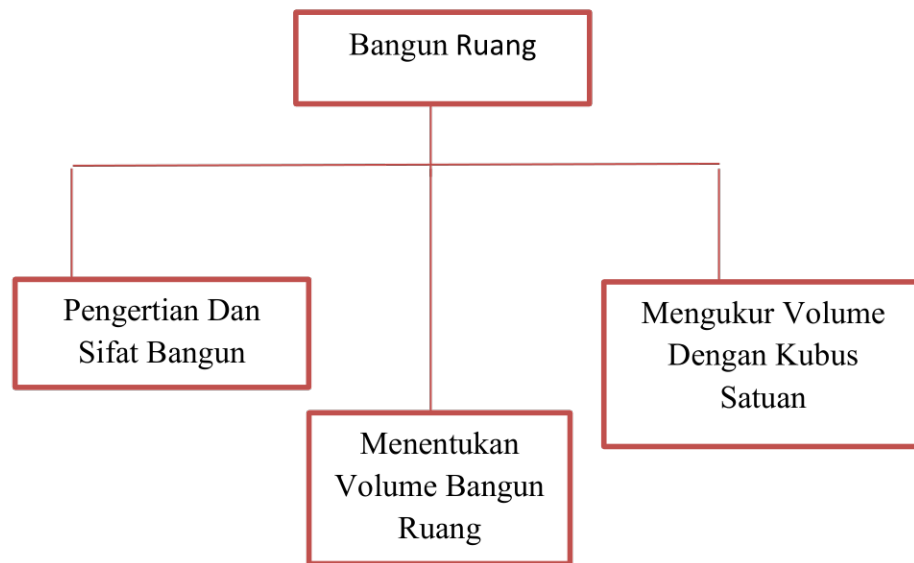 Bangun Ruang
Pengertian Dan
Sifat Bangun
Menentukan
Volume Bangun
Ruang
Mengukur Volume
Dengan Kubus
Satuan